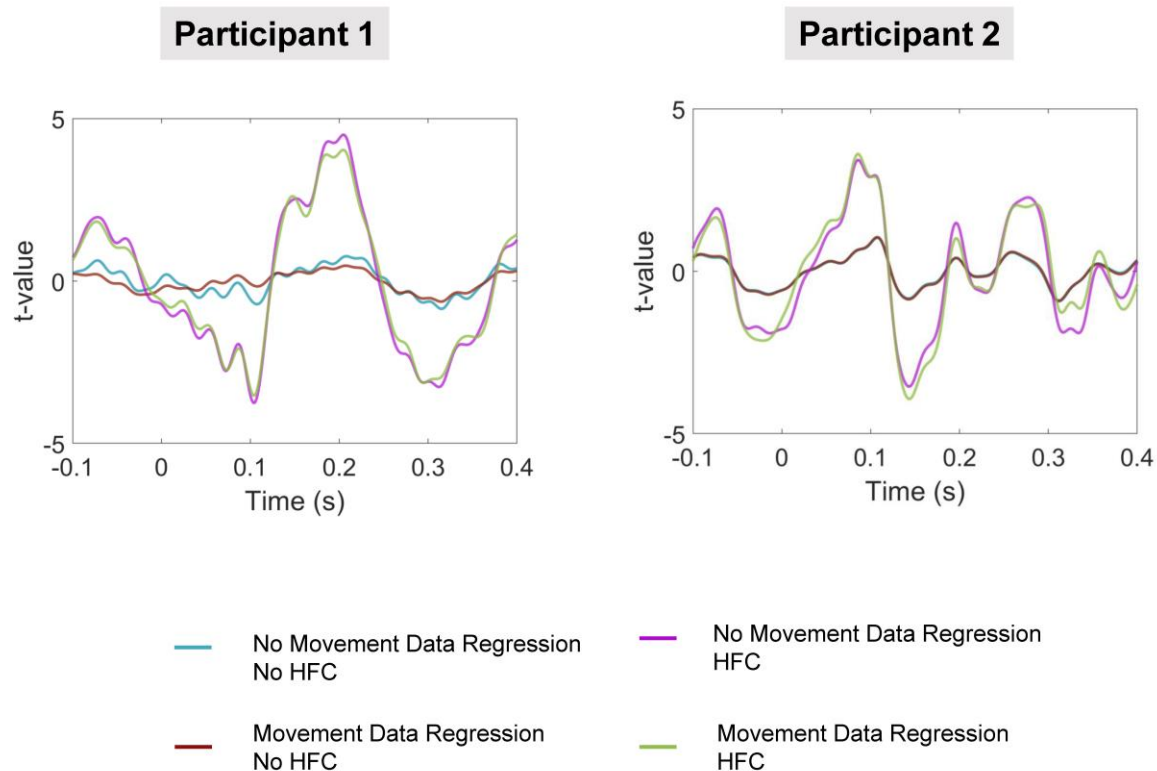 Participant 1
Participant 2
5
0
-5
t-value
-0.1 0 0.1 0.2 0.3 0.4
Time (s)
5
0
-5
t-value
-0.1 0 0.1 0.2 0.3 0.4
Time (s)
No Movement Data Regression
No HFC
No Movement Data Regression
HFC
Movement Data Regression
No HFC
Movement Data Regression
HFC